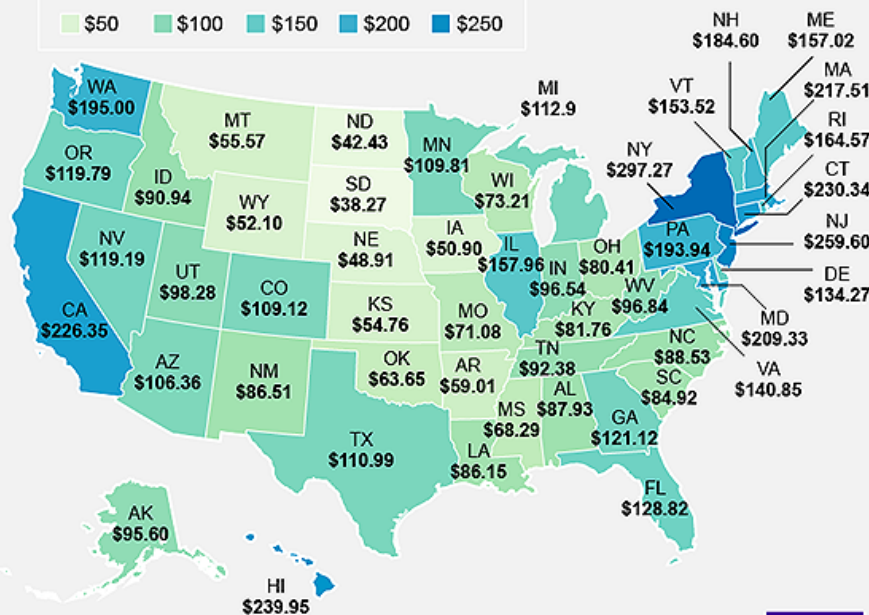 $50 $100 $150 $200 $250
NH
$184.60
ME
$157.02
VT
$153.52
MA
$217.51
RI
$164.57
CT
$230.34
NJ
$259.60
DE
$134.27
MD
$209.33
VA
$140.85
NY
$297.27
MI
$112.9
WA
$195.00
MT
$55.57
ND
$42.43
MN
$109.81
OR
$119.79
ID
$90.94
SD
$38.27
WI
$73.21
WY
$52.10
NV
$119.19
UT
$98.28
CO
$109.12
NE
$48.91
IA
$50.90
IL
$157.96
IN
$96.54
OH
$80.41
PA
$193.94
CA
$226.35
KS
$54.76
MO
$71.08
KY
$81.76
WV
$96.84
AZ
$106.36
NM
$86.51
OK
$63.65
AR
$59.01
TN
$92.38
NC
$88.53
SC
$84.92
TX
$110.99
LA
$86.15
MS
$68.29
AL
$87.93
GA
$121.12
FL
$128.82
AK
$95.60
HI
$239.95